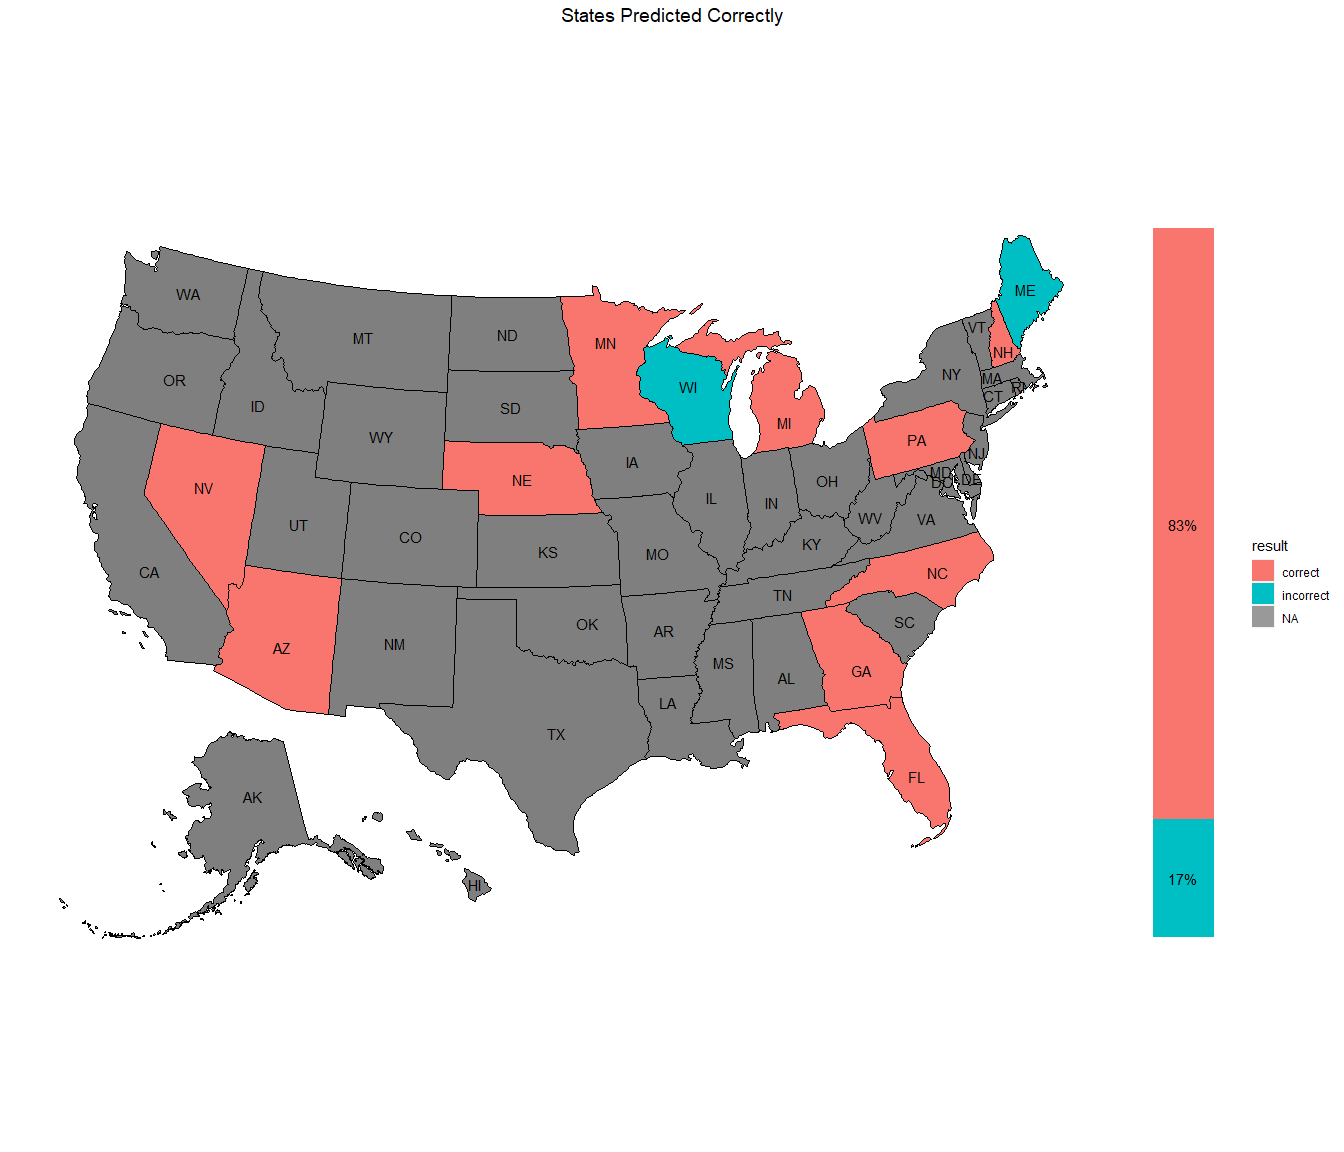 States Predicted Correctly
WA
MT
ND
MN
ME
VT
NH
OR
ID
SD
WI
NY
MA
RI
CT
WY
MI
PA
NV
NE
IA
OH
NJ
MD
DC
DE
IL
IN
WV
VA
UT
CO
KS
MO
KY
CA
NC
TN
AZ
NM
OK
AR
SC
MS
AL
GA
LA
TX
FL
AK
HI
83%
17%
result
correct
incorrect
NA